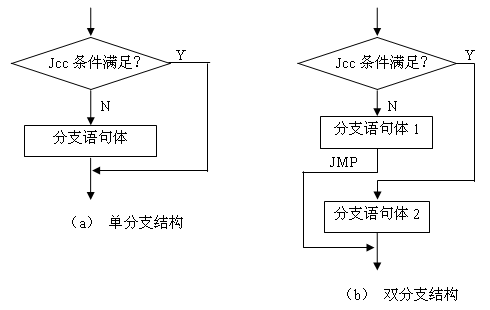 Jcc 条件满足?
Y
N
分支语句体
(a) 单分支结构
Jcc 条件满足?
Y
N
分支语句体 1
JMP
分支语句体 2
(b) 双分支结构